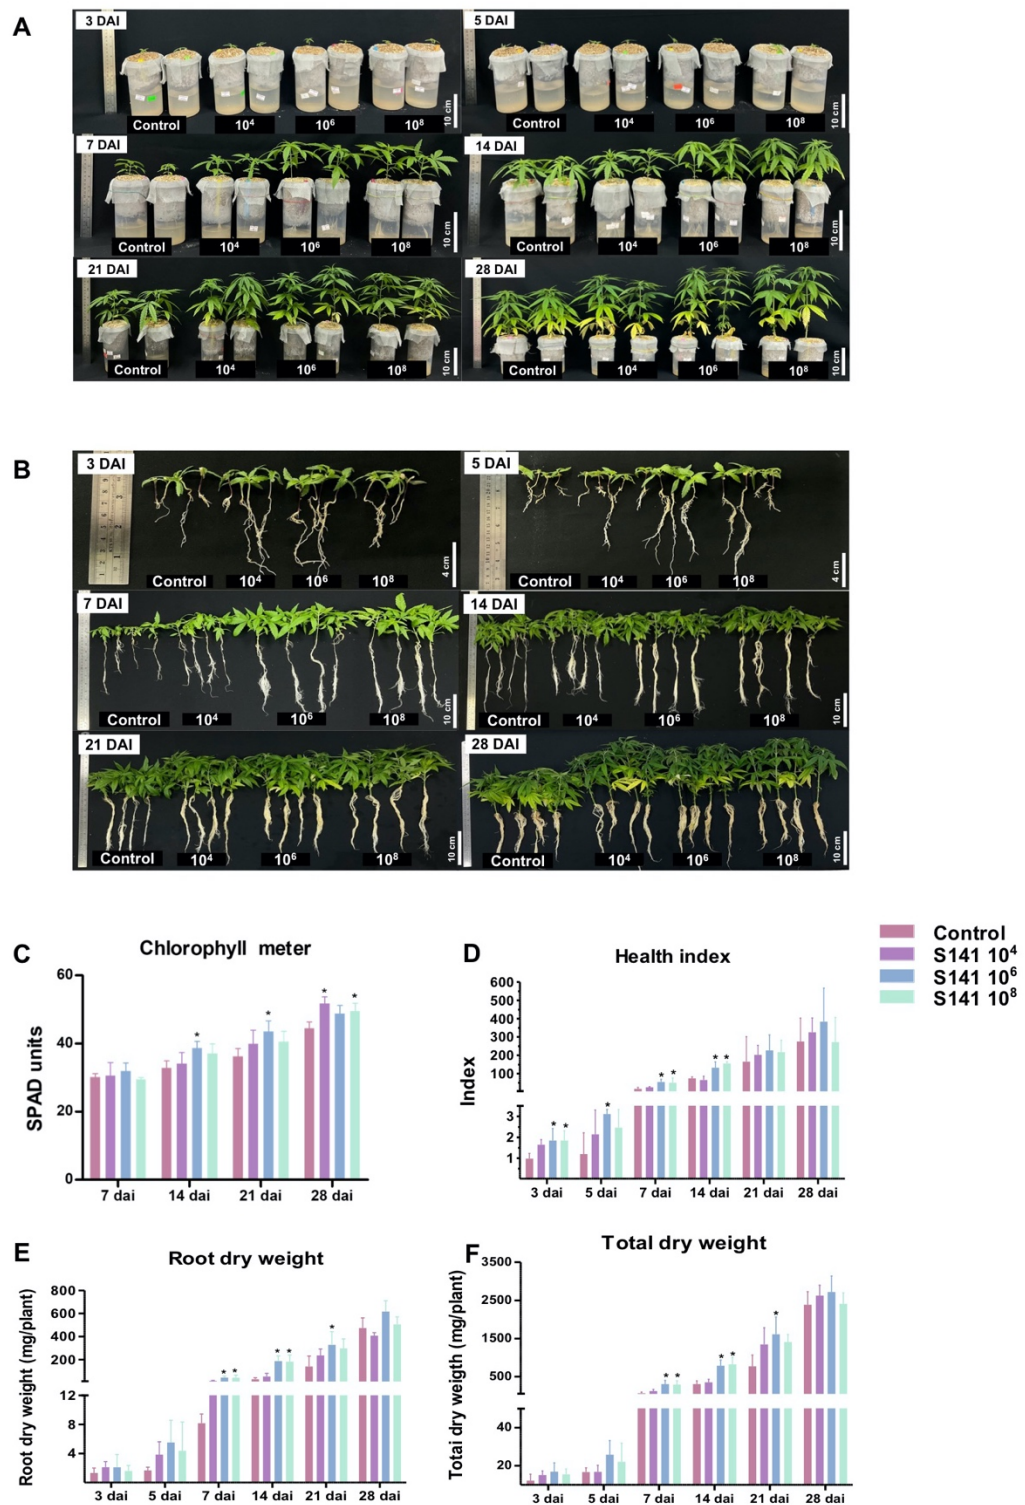 A
3 DAI
5 DAI
10 cm
10 cm
Control 10⁴ 10⁶ 10⁸
Control 10⁴ 10⁶ 10⁸
7 DAI
14 DAI
10 cm
10 cm
Control 10⁴ 10⁶ 10⁸
Control 10⁴ 10⁶ 10⁸
21 DAI
28 DAI
10 cm
10 cm
Control 10⁴ 10⁶ 10⁸
Control 10⁴ 10⁶ 10⁸
B
3 DAI
5 DAI
4 cm
4 cm
Control 10⁴ 10⁶ 10⁸
Control 10⁴ 10⁶ 10⁸
7 DAI
14 DAI
10 cm
10 cm
Control 10⁴ 10⁶ 10⁸
Control 10⁴ 10⁶ 10⁸
21 DAI
28 DAI
10 cm
10 cm
Control 10⁴ 10⁶ 10⁸
Control 10⁴ 10⁶ 10⁸
Control
S141 10⁴
S141 10⁶
S141 10⁸
C
Chlorophyll meter
SPAD units
60
40
20
0
* * * *
7 dai 14 dai 21 dai 28 dai
D
Health index
Index
600
500
400
300
200
100
3
2
1
* * * * * * *
3 dai 5 dai 7 dai 14 dai 21 dai 28 dai
E
Root dry weight
Root dry weight (mg/plant)
800
600
400
200
12
8
4
* * * * *
3 dai 5 dai 7 dai 14 dai 21 dai 28 dai
F
Total dry weight
Totai dry weigth (mg/plant)
3500
2500
1500
500
40
20
* * * * *
3 dai 5 dai 7 dai 14 dai 21 dai 28 dai